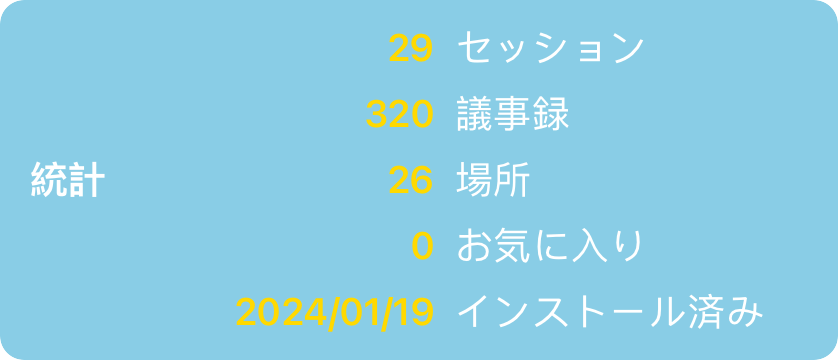 29 セッション
320 議事録
統計 26 場所
0 お気に入り
2024/01/19 インストール済み